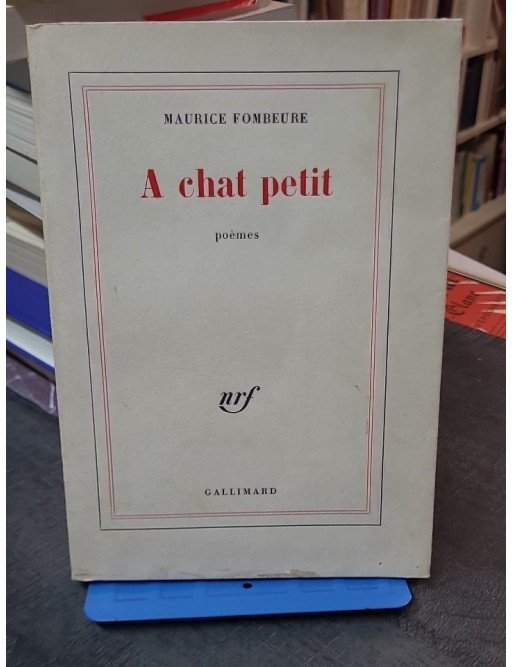 MAURICE FOMBEURE
A chat petit
poèmes
nrf
GALLIMARD